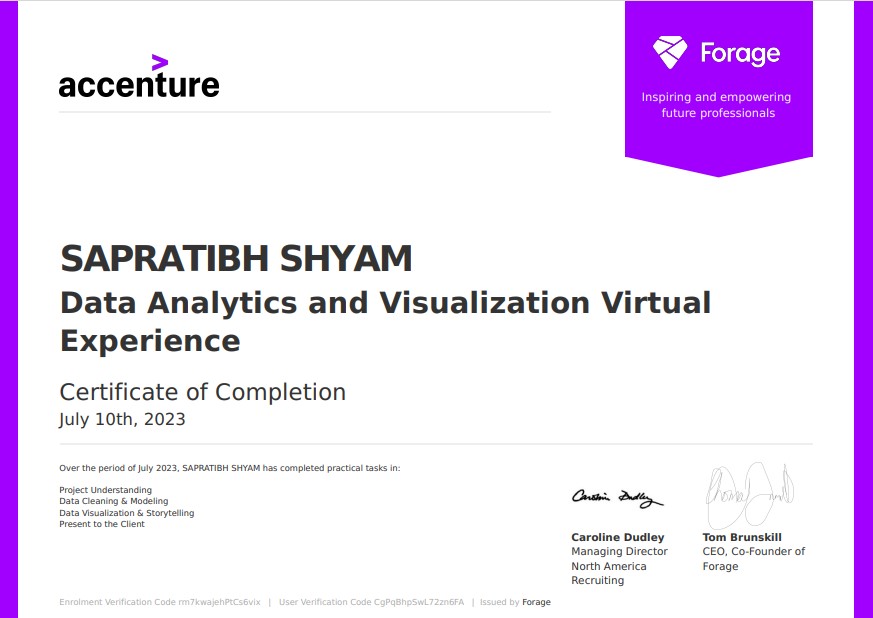 accenture
Forage
Inspiring and empowering
future professionals
SAPRATIBH SHYAM
Data Analytics and Visualization Virtual
Experience
Certificate of Completion
July 10th, 2023
Over the period of July 2023, SAPRATIBH SHYAM has completed practical tasks in:
Project Understanding
Data Cleaning & Modeling
Data Visualization & Storytelling
Present to the Client
Caroline Dudley
Caroline Dudley
Managing Director
North America
Recruiting
Tom Brunskill
CEO, Co-Founder of
Forage
Enrolment Verification Code rm7kwajehPtCs6vix | User Verification Code CgPqBhpSwL72zn6FA | Issued by Forage